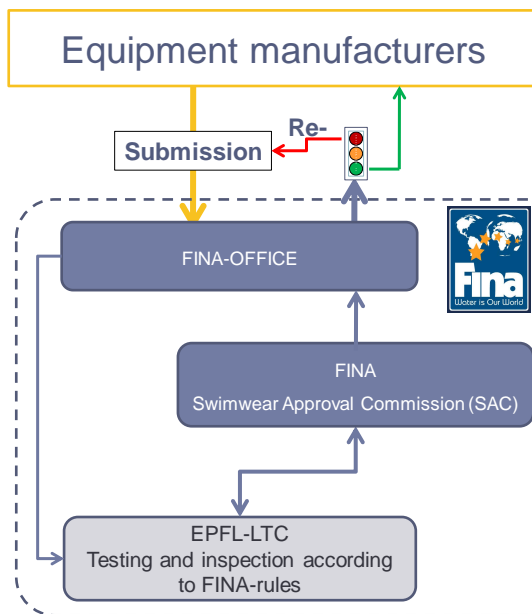 Equipment manufacturers
Re-
Submission
FINA-OFFICE
Fina
Water is Our World
FINA
Swimwear Approval Commission (SAC)
EPFL-LTC
Testing and inspection according
to FINA-rules